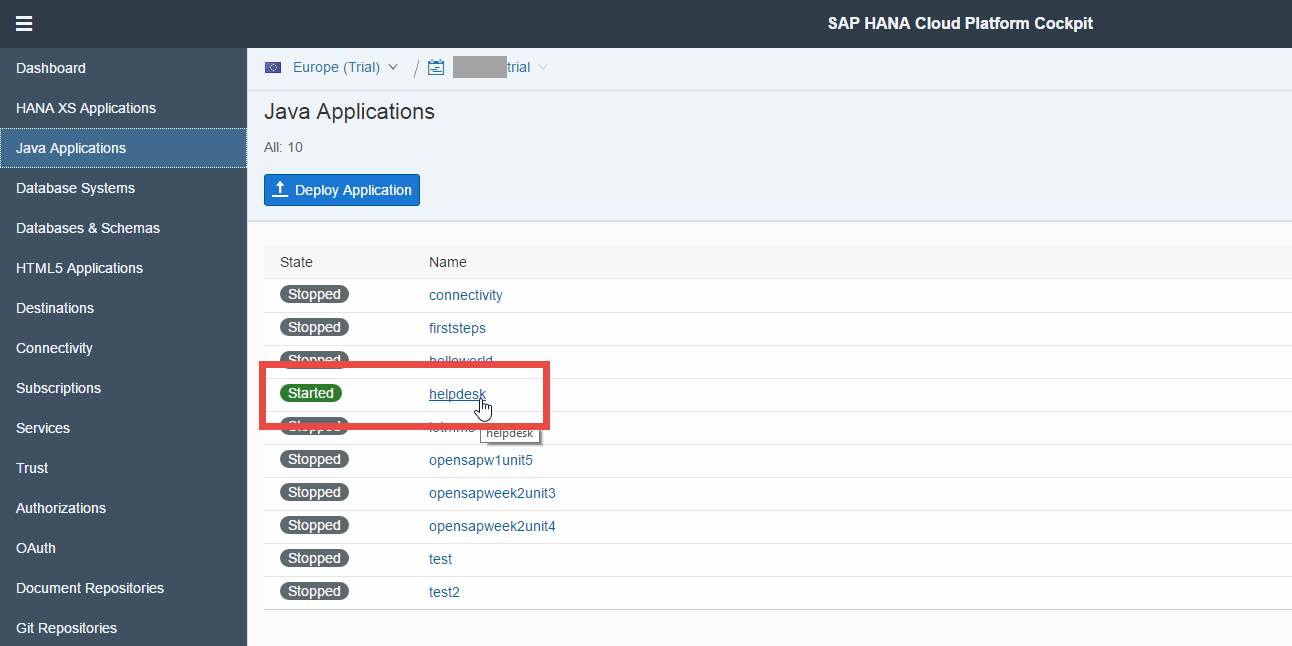 SAP HANA Cloud Platform Cockpit
Dashboard
HANA XS Applications
Java Applications
Database Systems
Databases & Schemas
HTML5 Applications
Destinations
Connectivity
Subscriptions
Services
Trust
Authorizations
OAuth
Document Repositories
Git Repositories
Europe (Trial) / trial
Java Applications
All: 10
Deploy Application
State Name
Stopped connectivity
Stopped firststeps
Stopped helloworld
Started helpdesk
Stopped
helpdesk
Stopped opensapw1unit5
Stopped opensapweek2unit3
Stopped opensapweek2unit4
Stopped test
Stopped test2